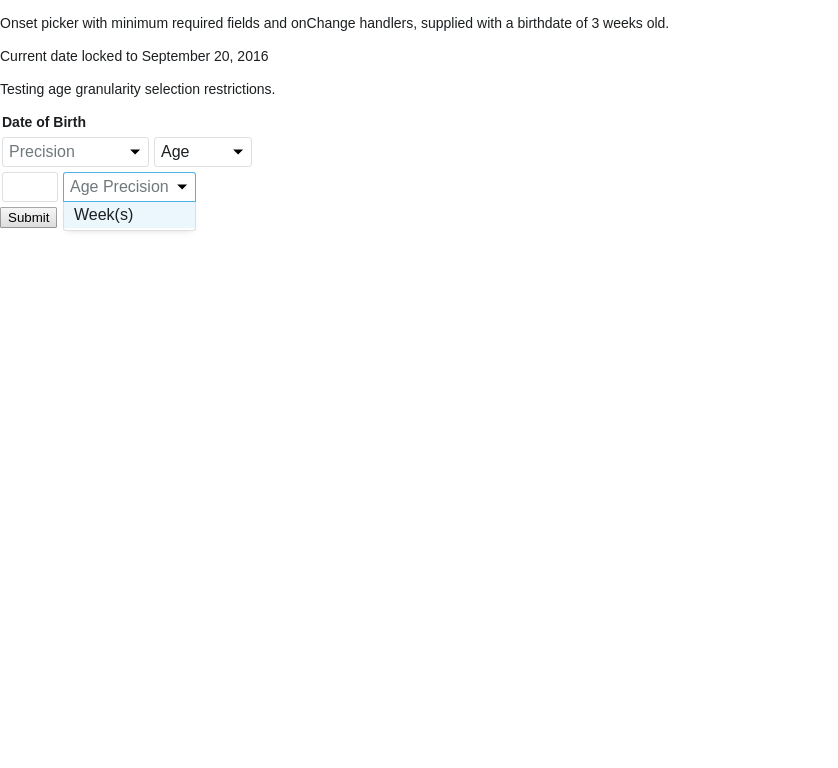 Onset picker with minimum required fields and onChange handlers, supplied with a birthdate of 3 weeks old.
Current date locked to September 20, 2016
Testing age granularity selection restrictions.
Date of Birth
Precision Age
Age Precision
Submit Week(s)